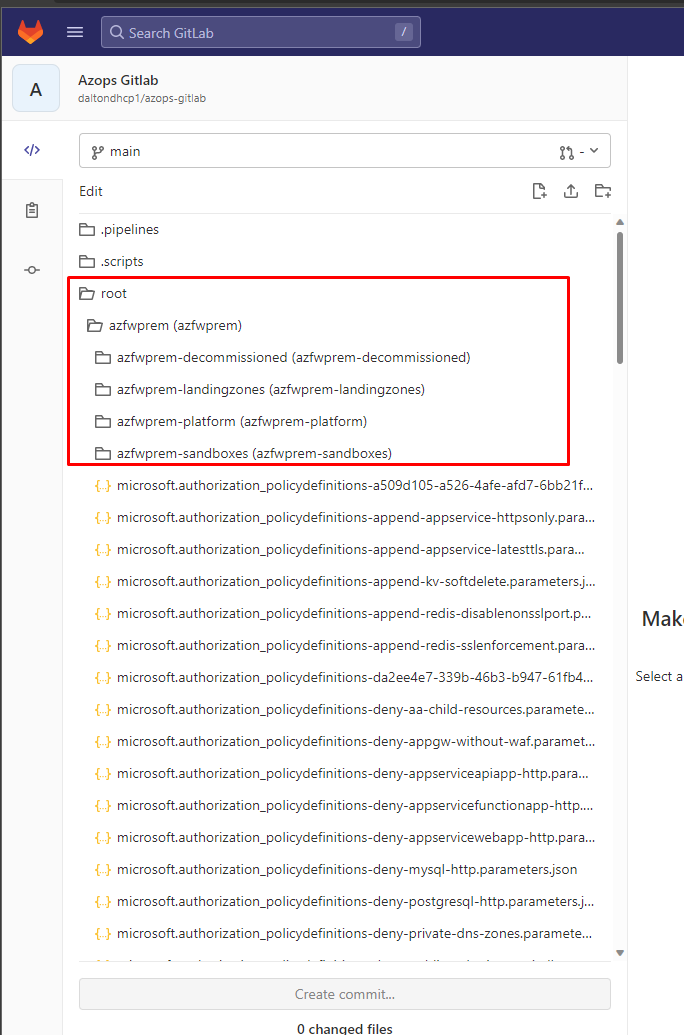 Search GitLab /
A Azops Gitlab
daltondhcp1/azops-gitlab
main -
Edit
.pipelines
.scripts
root
azfwprem (azfwprem)
azfwprem-decommissioned (azfwprem-decommissioned)
azfwprem-landingzones (azfwprem-landingzones)
azfwprem-platform (azfwprem-platform)
azfwprem-sandboxes (azfwprem-sandboxes)
{..} microsoft.authorization_policydefinitions-a509d105-a526-4afe-afd7-6bb21f...
{..} microsoft.authorization_policydefinitions-append-appservice-httpsonly.para...
{..} microsoft.authorization_policydefinitions-append-appservice-latesttls.para...
{..} microsoft.authorization_policydefinitions-append-kv-softdelete.parameters.j...
{..} microsoft.authorization_policydefinitions-append-redis-disablenonsslport.p...
{..} microsoft.authorization_policydefinitions-append-redis-sslenforcement.para...
{..} microsoft.authorization_policydefinitions-da2ee4e7-339b-46b3-b947-61fb4...
{..} microsoft.authorization_policydefinitions-deny-aa-child-resources.paramete...
{..} microsoft.authorization_policydefinitions-deny-appgw-without-waf.paramet...
{..} microsoft.authorization_policydefinitions-deny-appserviceapiapp-http.para...
{..} microsoft.authorization_policydefinitions-deny-appservicefunctionapp-http....
{..} microsoft.authorization_policydefinitions-deny-appservicewebapp-http.para...
{..} microsoft.authorization_policydefinitions-deny-mysql-http.parameters.json
{..} microsoft.authorization_policydefinitions-deny-postgresql-http.parameters.j...
{..} microsoft.authorization_policydefinitions-deny-private-dns-zones.paramete...
Create commit...
0 changed files
Make
Select a